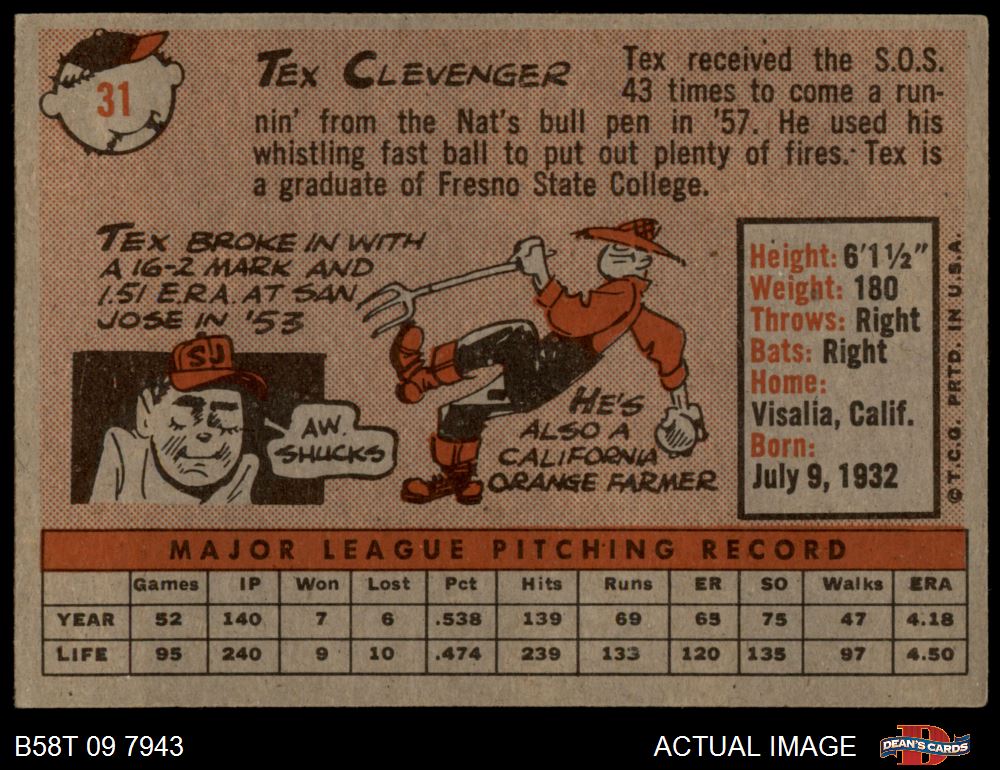 31
TEX CLEVENGER
Tex received the S.O.S.
43 times to come a run-
nin' from the Nat's bull pen in '57. He used his
whistling fast ball to put out plenty of fires. Tex is
a graduate of Fresno State College.
TEX BROKE IN WITH
A 16-2 MARK AND
1.51 E.R.A. AT SAN
JOSE IN '53
SJ
AW
SHUCKS
HE'S
ALSO A
CALIFORNIA
ORANGE FARMER
Height: 6'1½"
Weight: 180
Throws: Right
Bats: Right
Home:
Visalia, Calif.
Born:
July 9, 1932
© T.C.G. PRTD. IN U.S.A.
MAJOR LEAGUE PITCHING RECORD
Games IP Won Lost Pct Hits Runs ER SO Walks ERA
YEAR 52 140 7 6 .538 139 69 65 75 47 4.18
LIFE 95 240 9 10 .474 239 133 120 135 97 4.50
B58T 09 7943
ACTUAL IMAGE
D
DEAN'S CARDS